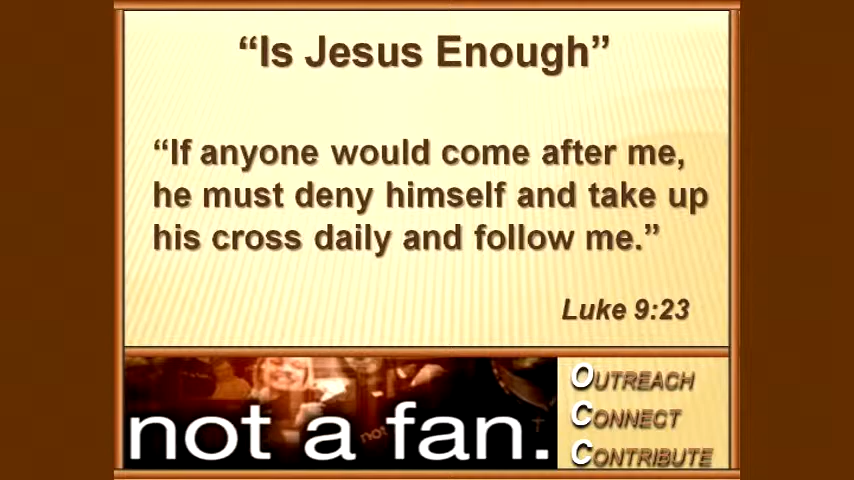 “Is Jesus Enough”
“If anyone would come after me,
he must deny himself and take up
his cross daily and follow me.”
Luke 9:23
not a fan.
not
OUTREACH
CONNECT
CONTRIBUTE